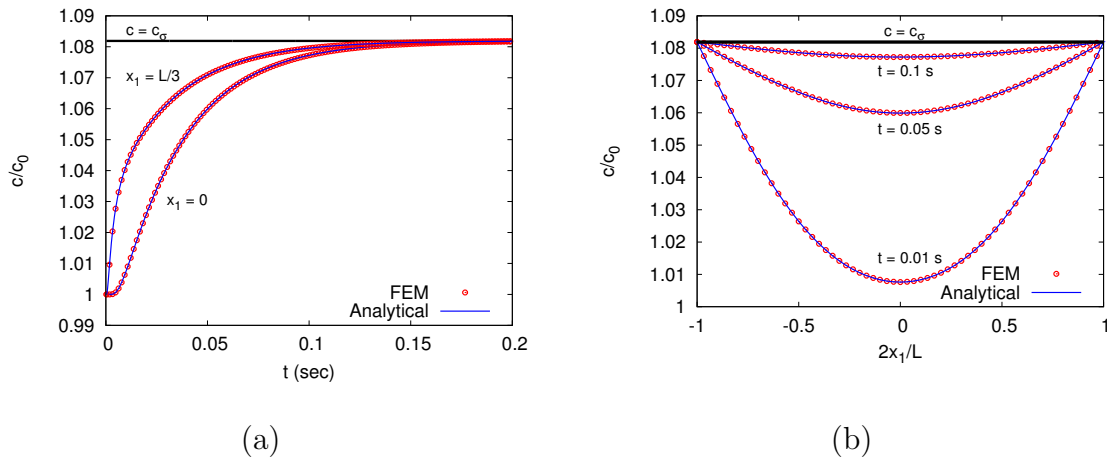 1.09
1.08
1.07
1.06
1.05
1.04
1.03
1.02
1.01
1
0.99
c/c0
c = cσ
x1 = L/3
x1 = 0
FEM
Analytical
0 0.05 0.1 0.15 0.2
t (sec)
(a)
1.09
1.08
1.07
1.06
1.05
1.04
1.03
1.02
1.01
1
c/c0
c = cσ
t = 0.1 s
t = 0.05 s
t = 0.01 s
FEM
Analytical
-1 -0.5 0 0.5 1
2x1/L
(b)